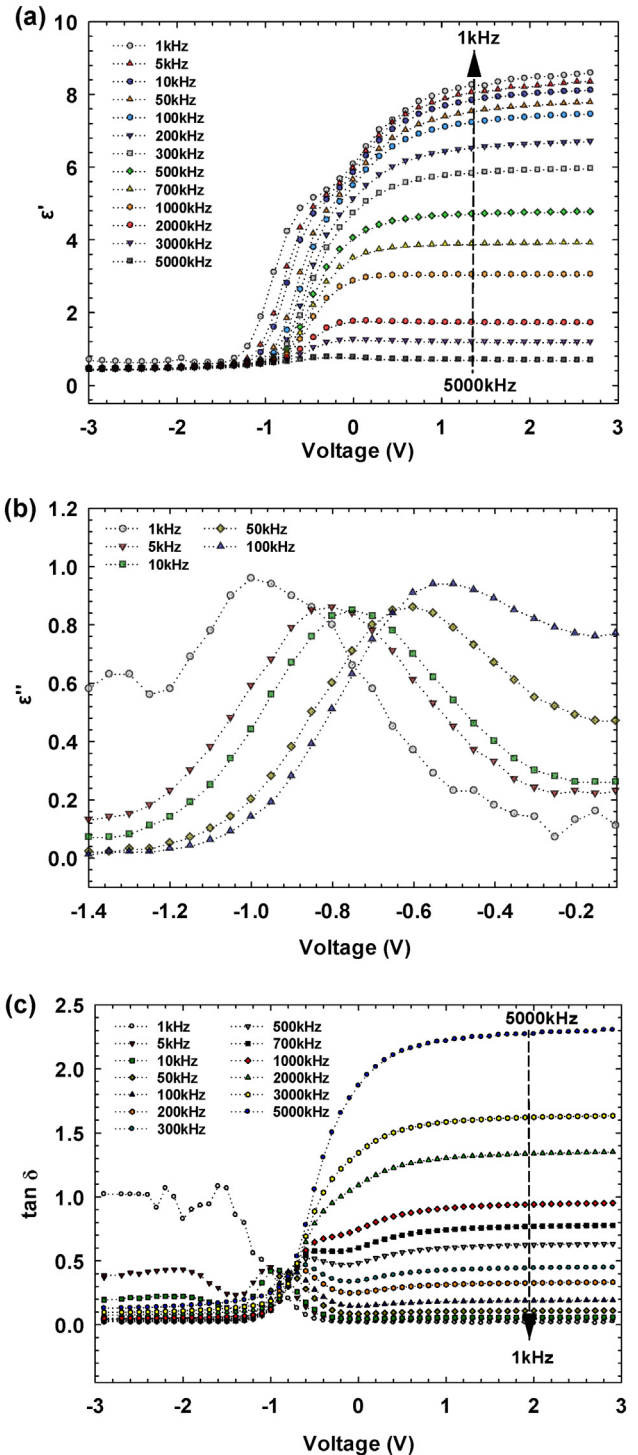 (a)
10
8
6
4
2
0
ε'
1kHz
5kHz
10kHz
50kHz
100kHz
200kHz
300kHz
500kHz
700kHz
1000kHz
2000kHz
3000kHz
5000kHz
1kHz
5000kHz
-3 -2 -1 0 1 2 3
Voltage (V)
(b)
1.2
1.0
0.8
0.6
0.4
0.2
0.0
ε"
1kHz
5kHz
10kHz
50kHz
100kHz
-1.4 -1.2 -1.0 -0.8 -0.6 -0.4 -0.2
Voltage (V)
(c)
2.5
2.0
1.5
1.0
0.5
0.0
tan δ
1kHz
5kHz
10kHz
50kHz
100kHz
200kHz
300kHz
500kHz
700kHz
1000kHz
2000kHz
3000kHz
5000kHz
5000kHz
1kHz
-3 -2 -1 0 1 2 3
Voltage (V)